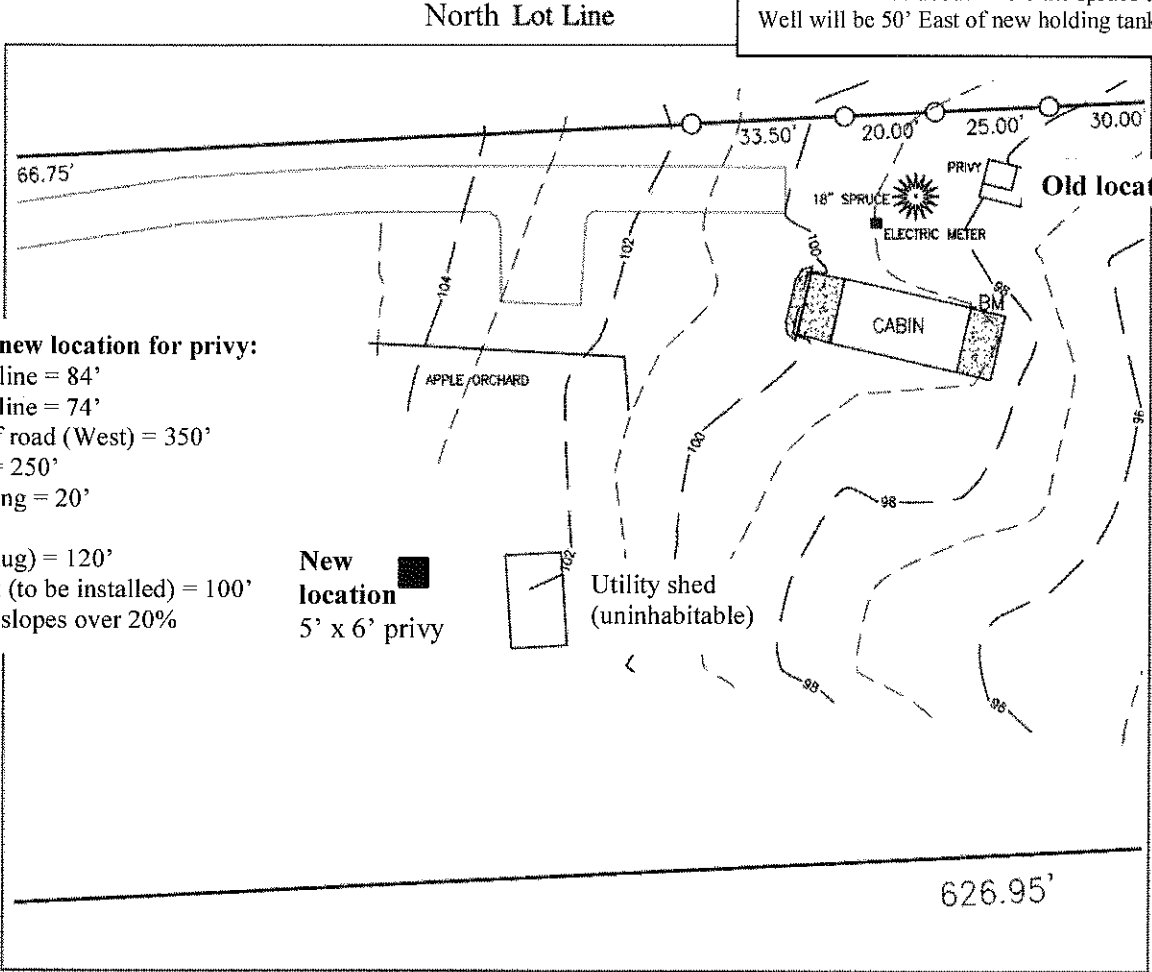 North Lot Line
Well will be 50' East of new holding tank
66.75'
33.50'
20.00'
25.00'
30.00'
PRIVY
Old locat
18" SPRUCE
ELECTRIC METER
100
102
104
98
BM
CABIN
new location for privy:
line = 84'
line = 74'
f road (West) = 350'
= 250'
ng = 20'
ug) = 120'
(to be installed) = 100'
slopes over 20%
APPLE ORCHARD
96
100
98
New
location
5' x 6' privy
102
Utility shed
(uninhabitable)
98
98
626.95'